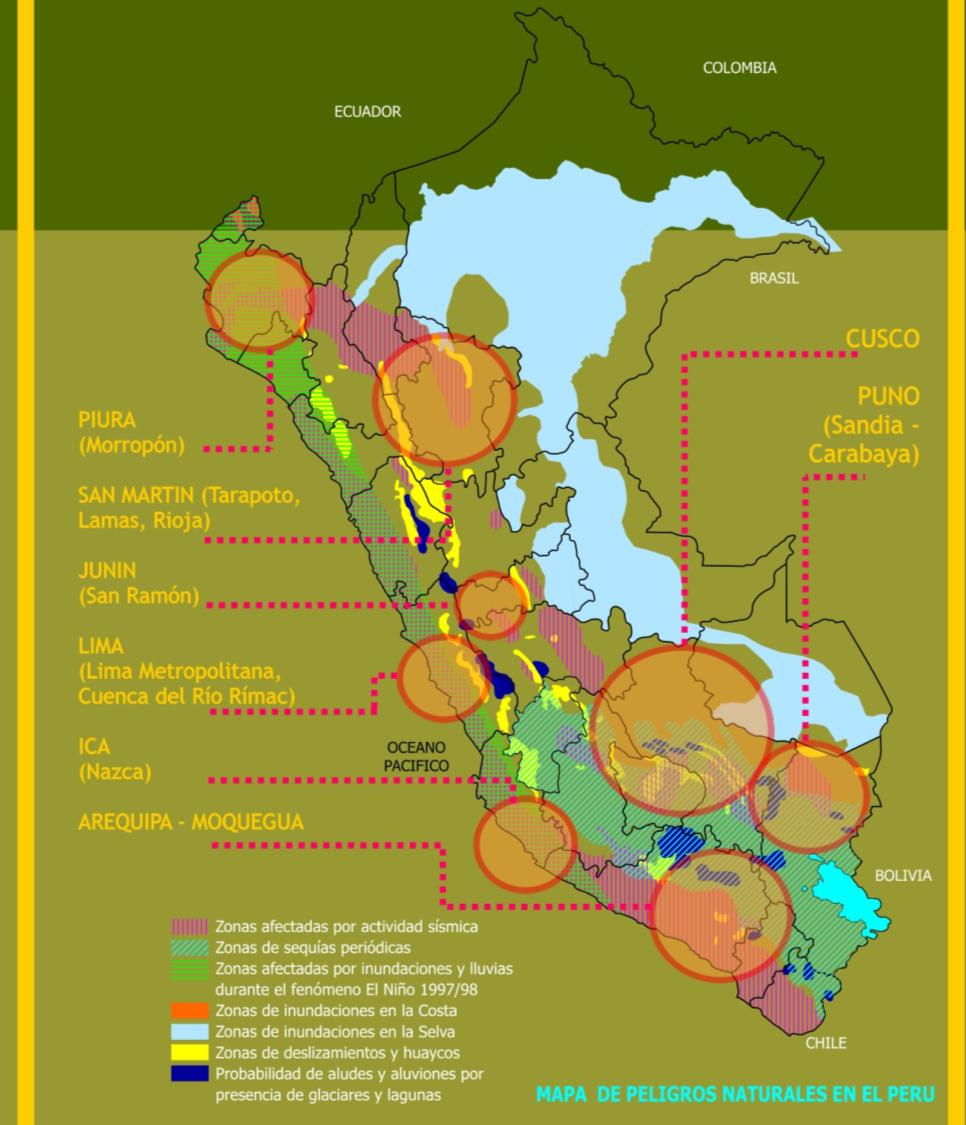 COLOMBIA
ECUADOR
BRASIL
CUSCO
PUNO
(Sandia -
Carabaya)
PIURA
(Morropón)
SAN MARTIN (Tarapoto,
Lamas, Rioja)
JUNIN
(San Ramón)
LIMA
(Lima Metropolitana,
Cuenca del Río Rímac)
ICA
(Nazca)
OCEANO
PACIFICO
AREQUIPA - MOQUEGUA
BOLIVIA
Zonas afectadas por actividad sísmica
Zonas de sequías periódicas
Zonas afectadas por inundaciones y lluvias
durante el fenómeno El Niño 1997/98
Zonas de inundaciones en la Costa
Zonas de inundaciones en la Selva
Zonas de deslizamientos y huaycos
Probabilidad de aludes y aluviones por
presencia de glaciares y lagunas
CHILE
MAPA DE PELIGROS NATURALES EN EL PERU